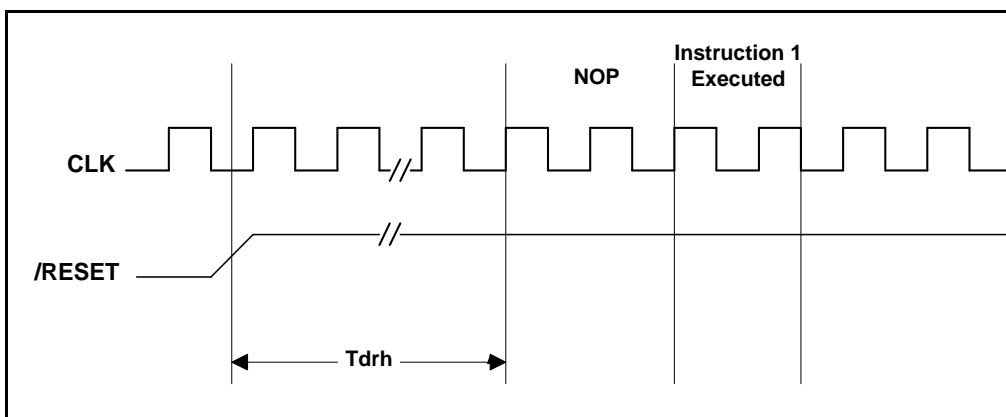 Instruction 1
Executed
NOP
CLK
/RESET
Tdrh